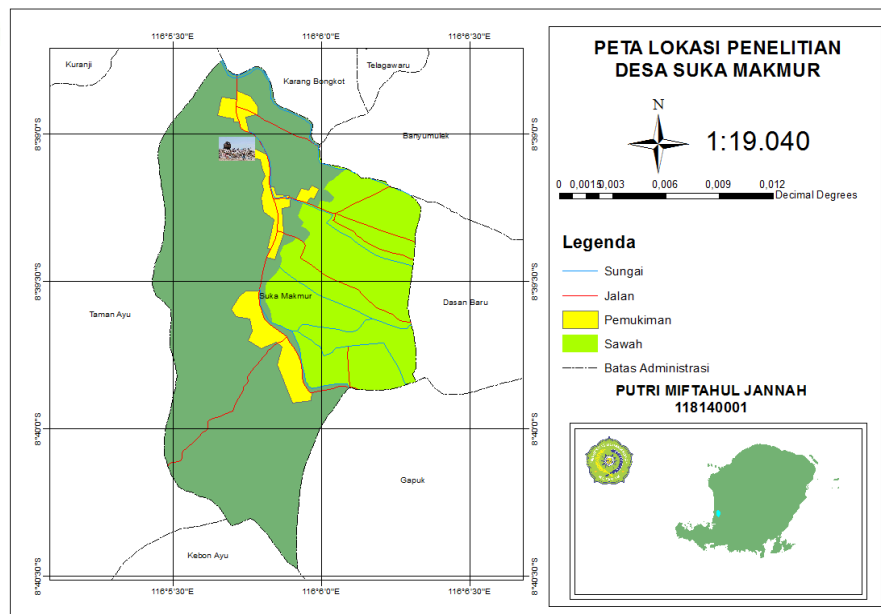 PETA LOKASI PENELITIAN
DESA SUKA MAKMUR
N
1:19.040
0 0,0015 0,003 0,006 0,009 0,012
Decimal Degrees
Legenda
Sungai
Jalan
Pemukiman
Sawah
Batas Administrasi
PUTRI MIFTAHUL JANNAH
118140001
116°5'30"E 116°6'0"E 116°6'30"E
Kuranji
Karang Bongkot
Telagawaru
Banyumulek
8°39'0"S
8°39'0"S
8°39'30"S
8°39'30"S
Suka Makmur
Dasan Baru
Taman Ayu
8°40'0"S
8°40'0"S
Gapuk
Kebon Ayu
8°40'30"S
8°40'30"S
116°5'30"E 116°6'0"E 116°6'30"E